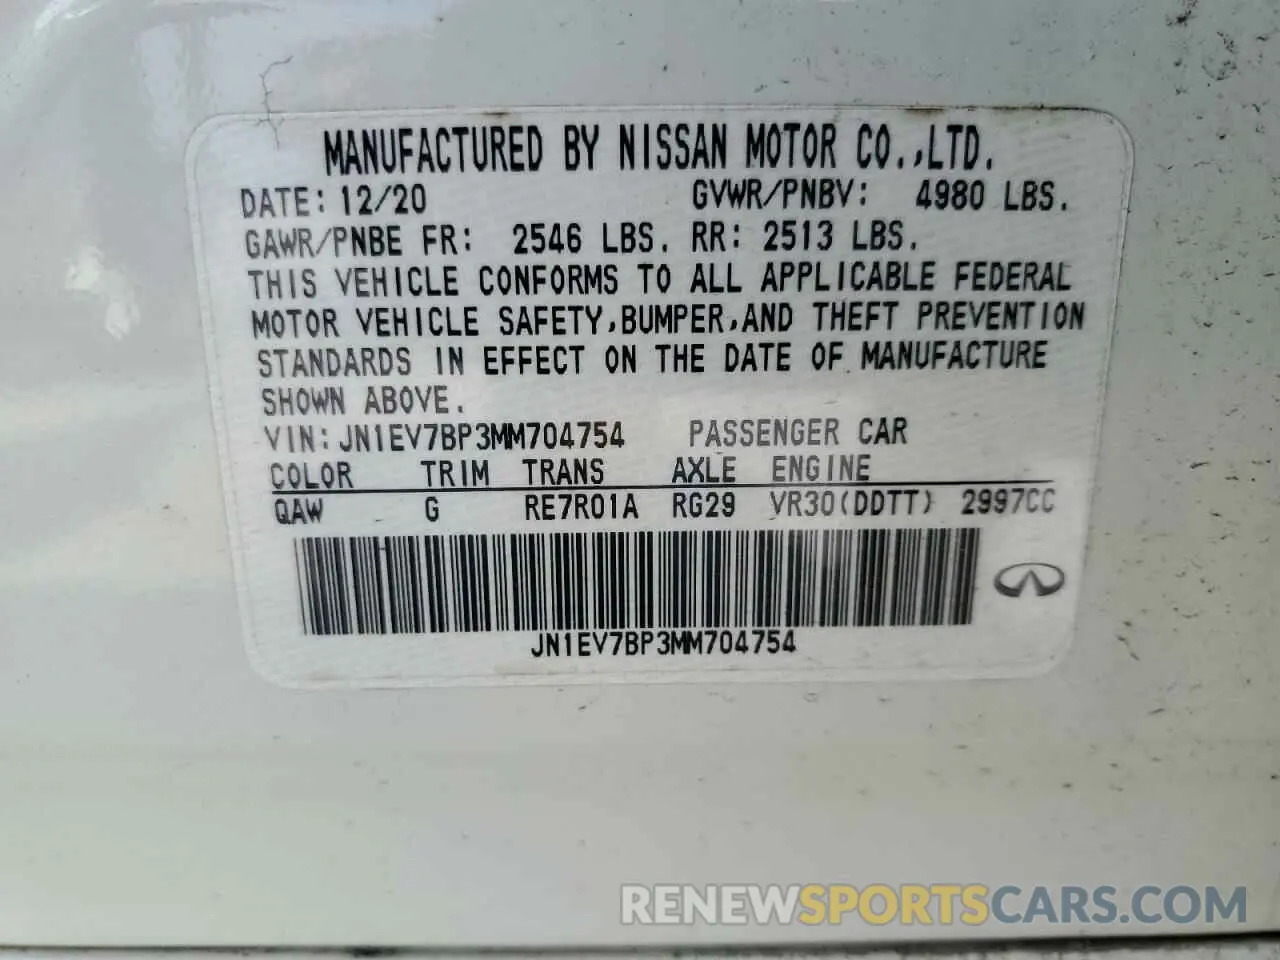 MANUFACTURED BY NISSAN MOTOR CO.,LTD.
DATE: 12/20 GVWR/PNBV: 4980 LBS.
GAWR/PNBE FR: 2546 LBS. RR: 2513 LBS.
THIS VEHICLE CONFORMS TO ALL APPLICABLE FEDERAL
MOTOR VEHICLE SAFETY,BUMPER,AND THEFT PREVENTION
STANDARDS IN EFFECT ON THE DATE OF MANUFACTURE
SHOWN ABOVE.
VIN: JN1EV7BP3MM704754 PASSENGER CAR
COLOR TRIM TRANS AXLE ENGINE
QAW G RE7R01A RG29 VR30(DDTT) 2997CC
JN1EV7BP3MM704754
RENEWSPORTSCARS.COM